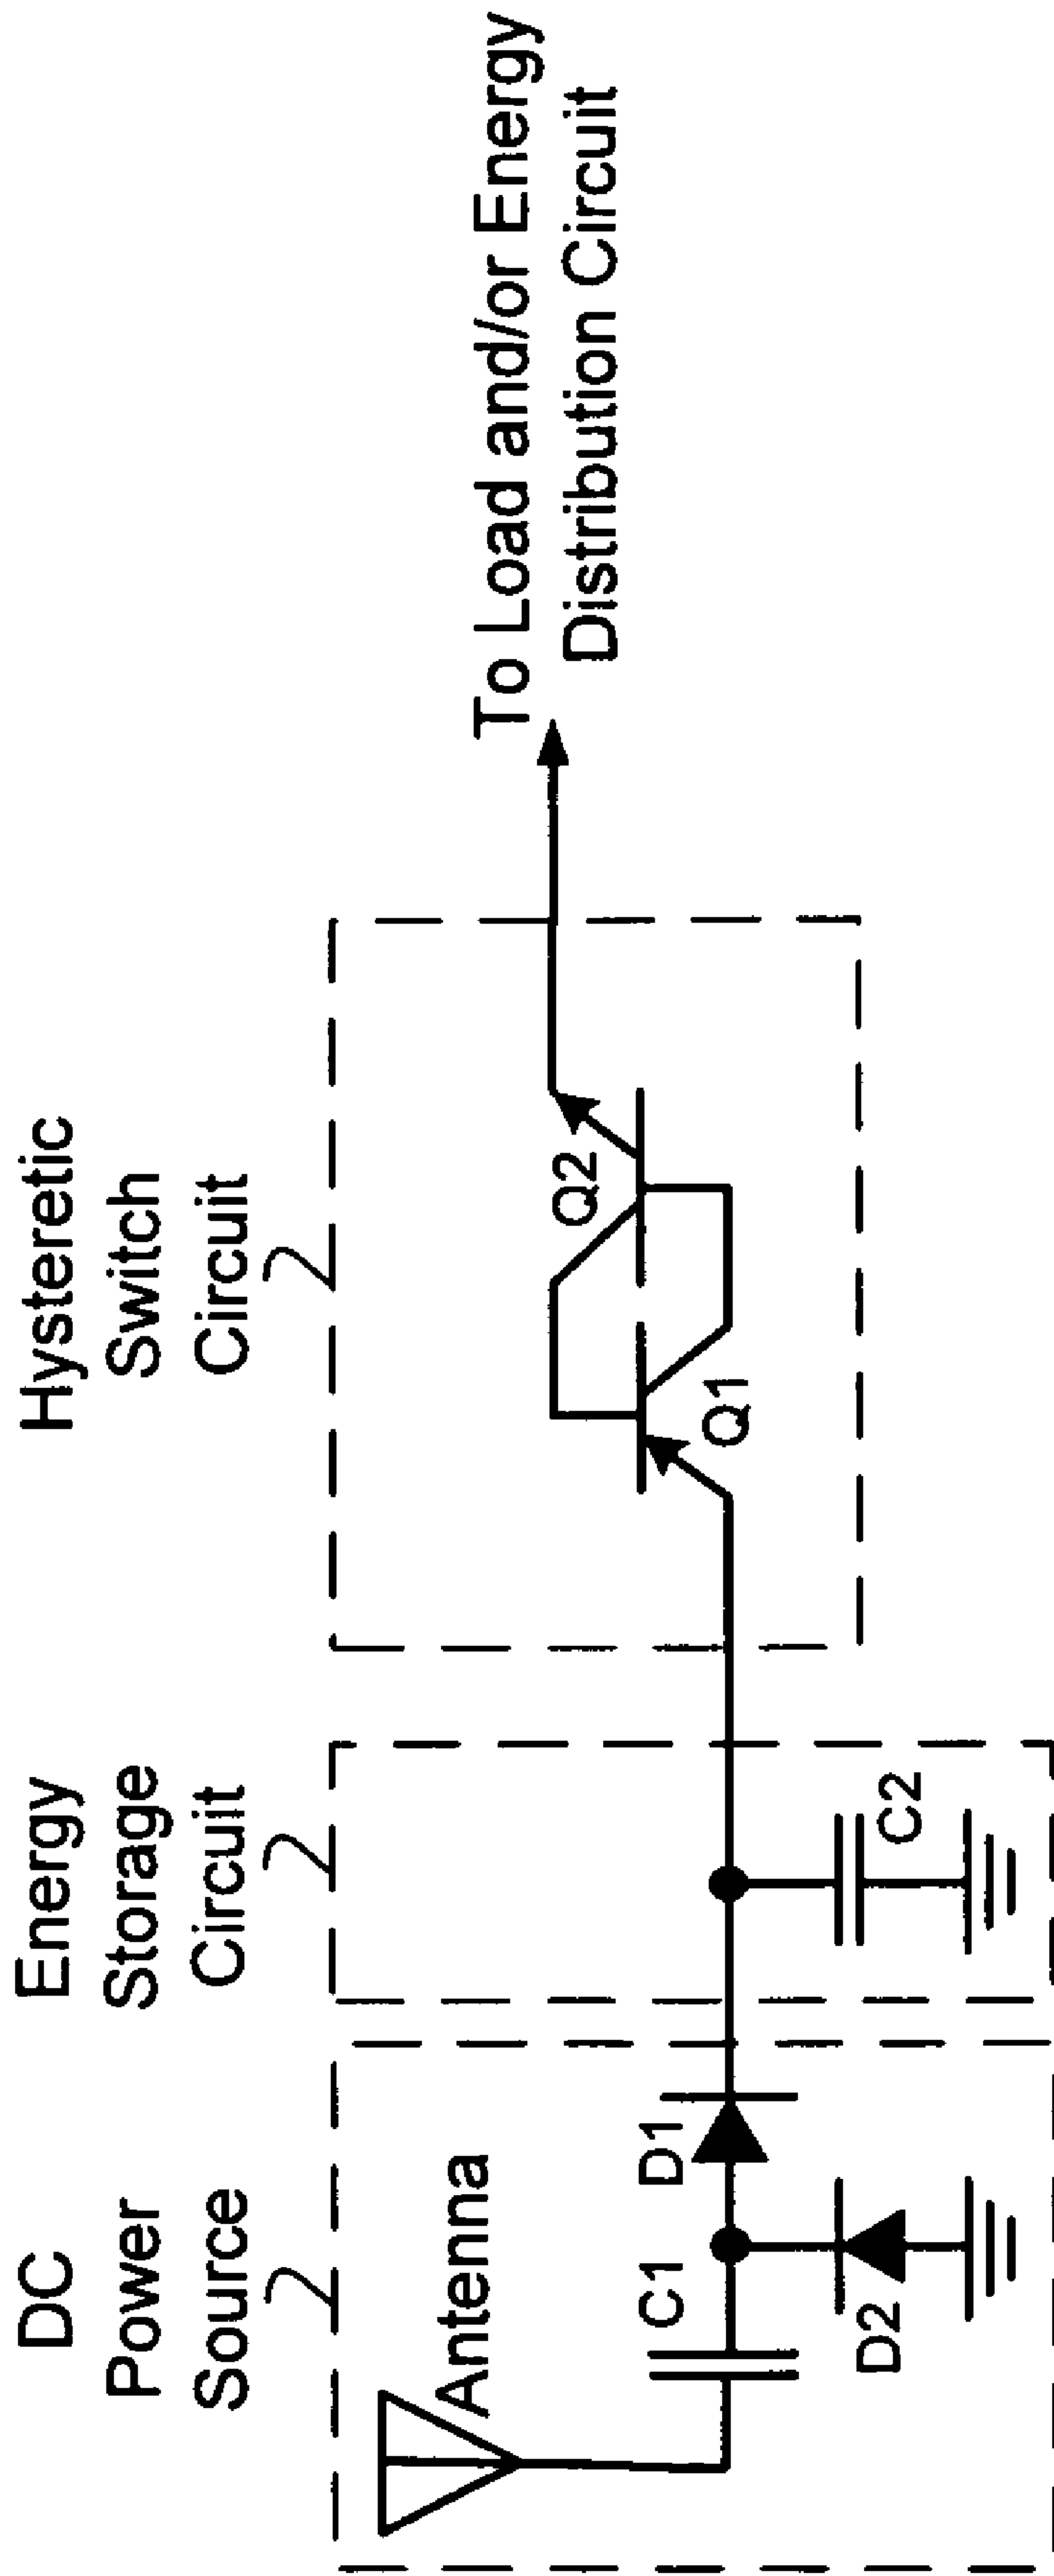 DC
Power
Source
Energy
Storage
Circuit
Hysteretic
Switch
Circuit
Antenna
C1
D1
D2
C2
Q1
Q2
To Load and/or Energy
Distribution Circuit